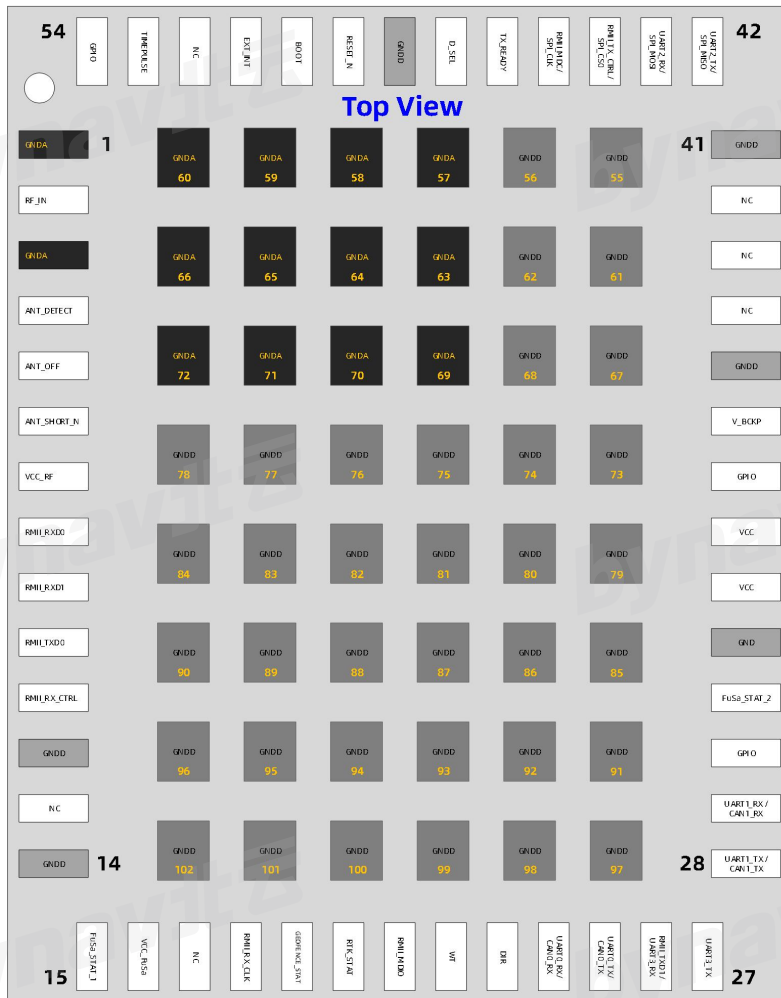 54
GPIO
TIMEPULSE
NC
EXT_INT
BOOT
RESET_IN
GNDD
D_SEL
TX_READY
RMII_MDC/
SPI_CLK
RMII_TX_CTRL/
SPI_CS0
UART2_RX/
SPI_MOSI
UART2_TX/
SPI_MISO
42
Top View
GNDA
1
RF_IN
GNDA
ANT_DETECT
ANT_OFF
ANT_SHORT_N
VCC_RF
RMII_RXD0
RMII_RXD1
RMII_TXD0
RMII_RX_CTRL
GNDD
NC
GNDD
14
GNDA
60
GNDA
59
GNDA
58
GNDA
57
GNDD
56
GNDD
55
GNDA
66
GNDA
65
GNDA
64
GNDA
63
GNDD
62
GNDD
61
GNDA
72
GNDA
71
GNDA
70
GNDA
69
GNDD
68
GNDD
67
GNDD
78
GNDD
77
GNDD
76
GNDD
75
GNDD
74
GNDD
73
GNDD
84
GNDD
83
GNDD
82
GNDD
81
GNDD
80
GNDD
79
GNDD
90
GNDD
89
GNDD
88
GNDD
87
GNDD
86
GNDD
85
GNDD
96
GNDD
95
GNDD
94
GNDD
93
GNDD
92
GNDD
91
GNDD
102
GNDD
101
GNDD
100
GNDD
99
GNDD
98
GNDD
97
41
GNDD
NC
NC
NC
GNDD
V_BCKP
GPIO
VCC
VCC
GND
FuSa_STAT_2
GPIO
UART1_RX /
CAN1_RX
28
UART1_TX /
CAN1_TX
15
FuSa_STAT_1
VCC_FuSa
NC
RMII_RX_CLK
GEOFENCE_STAT
RTK_STAT
RMII_MDIO
WT
DIR
UART0_RX/
CAN0_RX
UART0_TX/
CAN0_TX
RMII_TXD1/
UART3_RX
UART3_TX
27